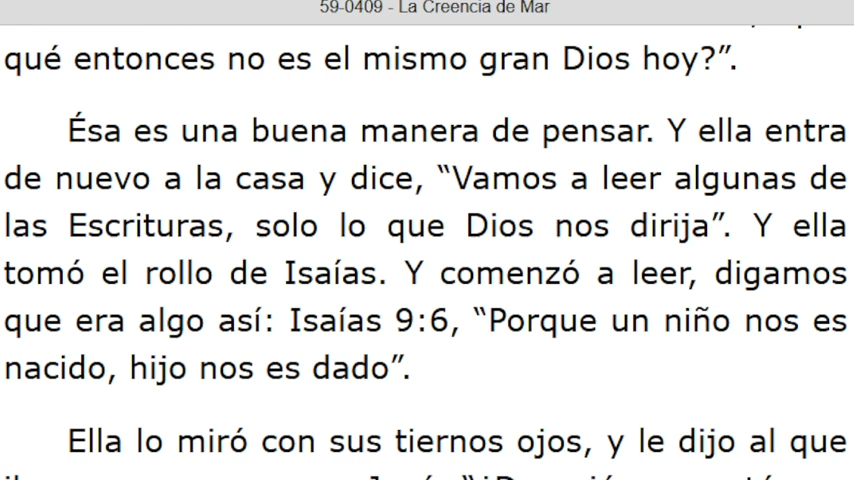 59-0409 - La Creencia de Mar
qué entonces no es el mismo gran Dios hoy?”.
Ésa es una buena manera de pensar. Y ella entra
de nuevo a la casa y dice, “Vamos a leer algunas de
las Escrituras, solo lo que Dios nos dirija”. Y ella
tomó el rollo de Isaías. Y comenzó a leer, digamos
que era algo así: Isaías 9:6, “Porque un niño nos es
nacido, hijo nos es dado”.
Ella lo miró con sus tiernos ojos, y le dijo al que